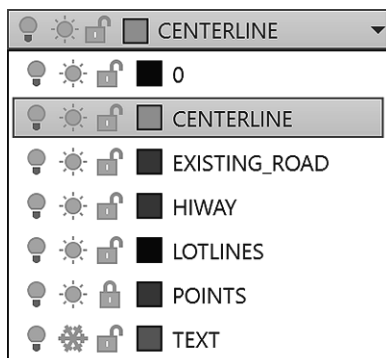 CENTERLINE
0
CENTERLINE
EXISTING_ROAD
HIWAY
LOTLINES
POINTS
TEXT